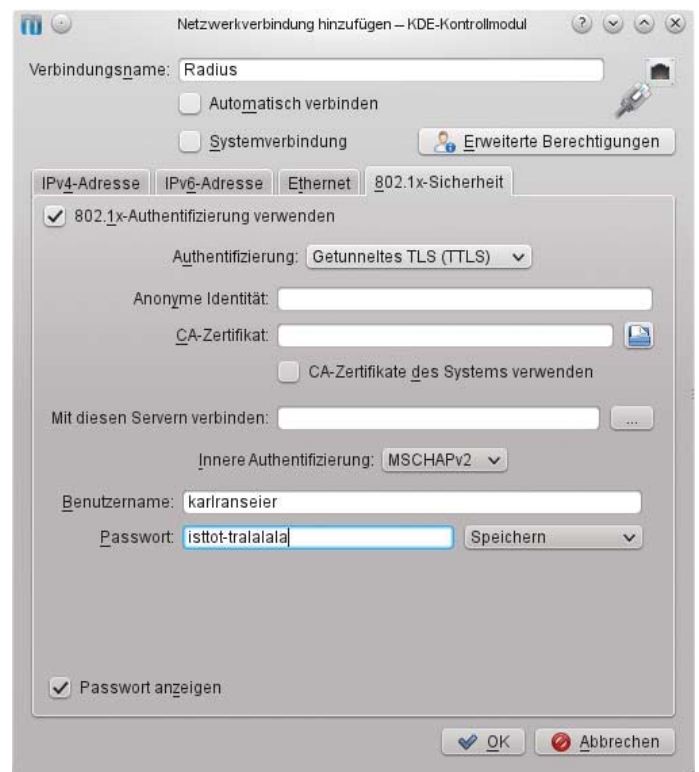 Netzwerkverbindung hinzufügen – KDE-Kontrollmodul
Verbindungsname: Radius
Automatisch verbinden
Systemverbindung Erweiterte Berechtigungen
IPv4-Adresse IPv6-Adresse Ethernet 802.1x-Sicherheit
802.1x-Authentifizierung verwenden
Authentifizierung: Getunneltes TLS (TTLS)
Anonyme Identität:
CA-Zertifikat:
CA-Zertifikate des Systems verwenden
Mit diesen Servern verbinden: ...
Innere Authentifizierung: MSCHAPv2
Benutzername: karlranseier
Passwort: isttot-tralalala Speichern
Passwort anzeigen
OK Abbrechen